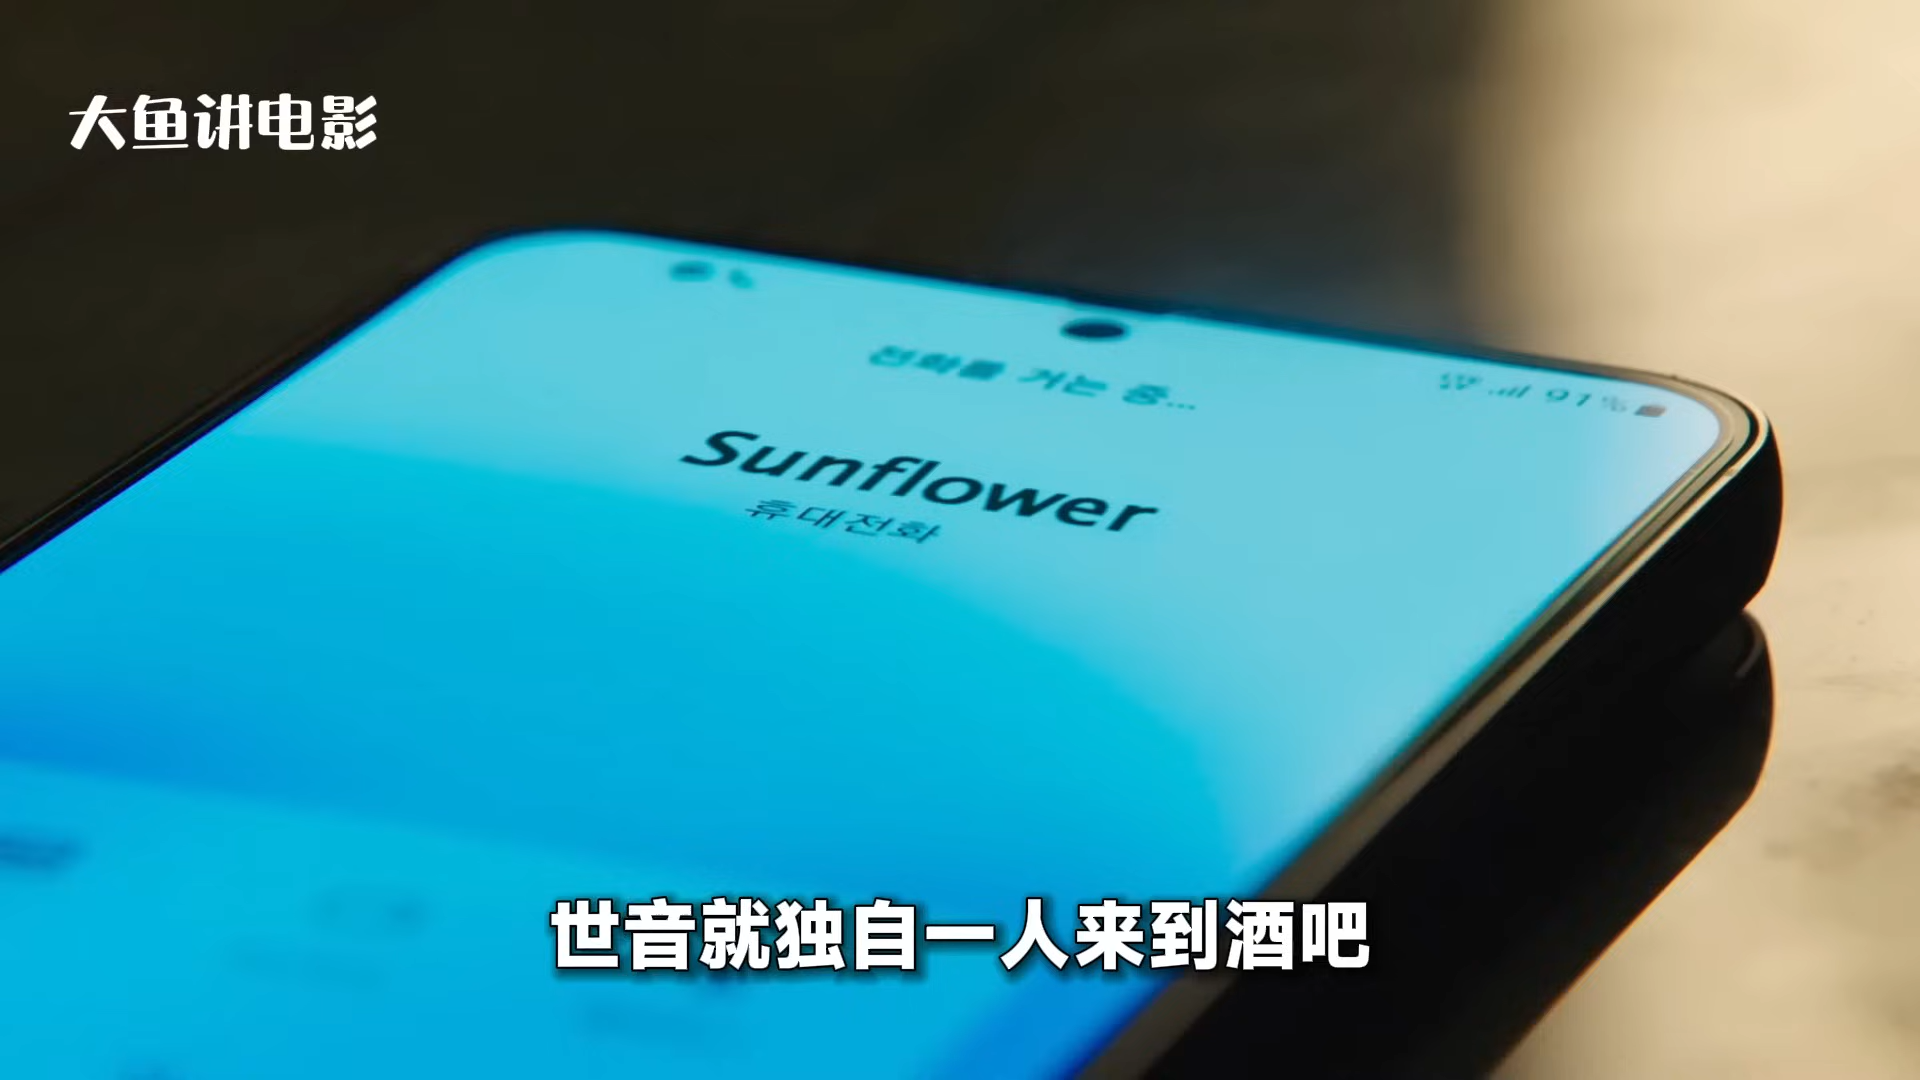 大鱼讲电影
전화를 거는 중...
91%
Sunflower
휴대전화
世音就独自一人来到酒吧